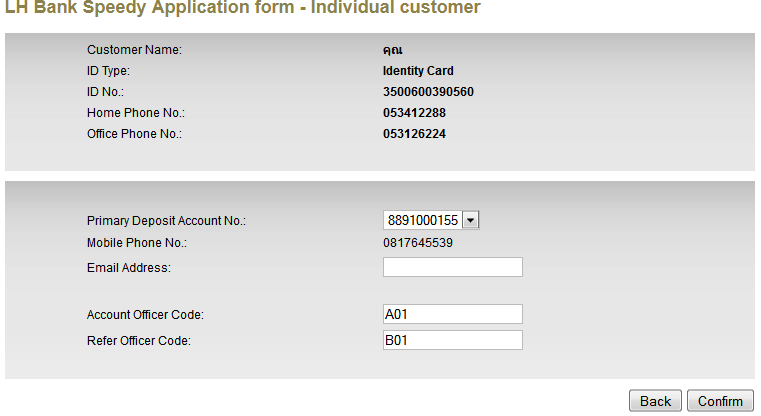 LH Bank Speedy Application form - Individual customer
Customer Name: คุณ
ID Type: Identity Card
ID No.: 3500600390560
Home Phone No.: 053412288
Office Phone No.: 053126224
Primary Deposit Account No.: 8891000155
Mobile Phone No.: 0817645539
Email Address:
Account Officer Code: A01
Refer Officer Code: B01
Back Confirm